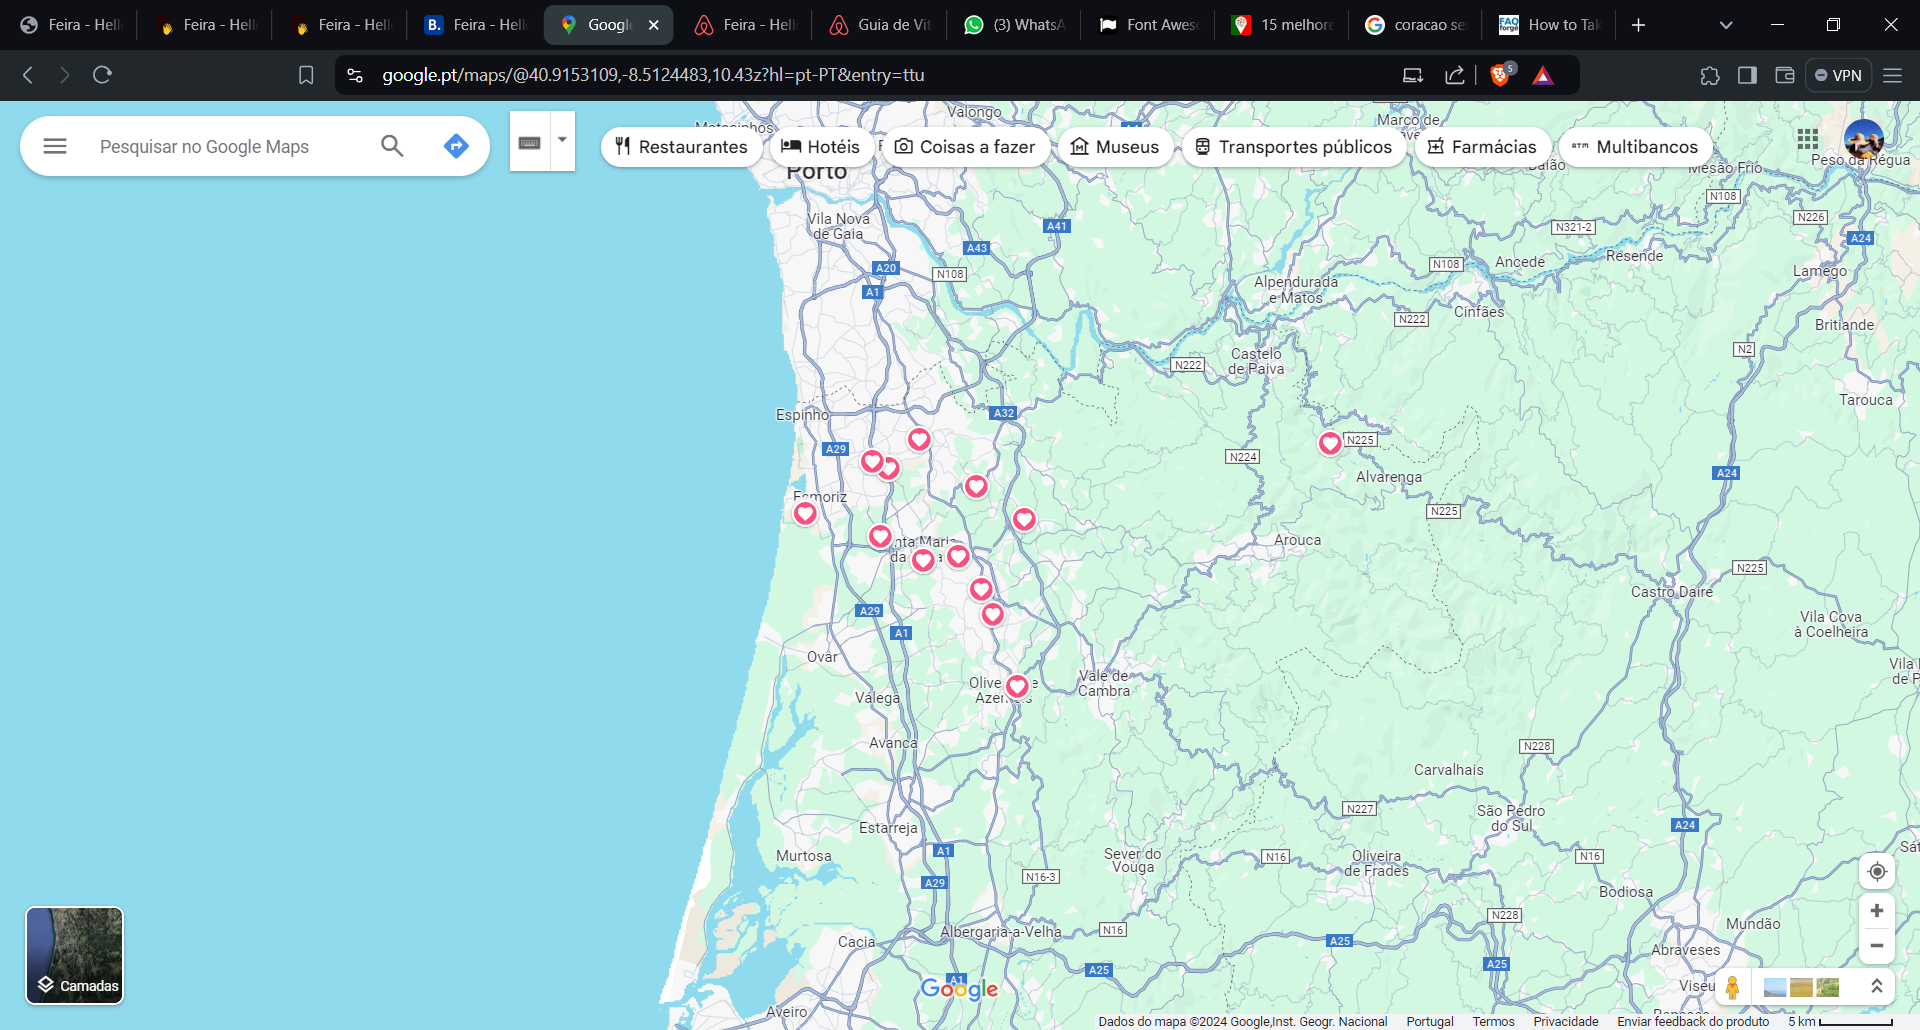 Feira - Hell
Feira - Hell
Feira - Hell
Feira - Hell
Google
Feira - Hell
Guia de Vit
(3) WhatsA
Font Awes
15 melhore
coracao se
How to Tak
google.pt/maps/@40.9153109,-8.5124483,10.43z?hl=pt-PT&entry=ttu
5
VPN
Pesquisar no Google Maps
Restaurantes
Hotéis
Coisas a fazer
Museus
Transportes públicos
Farmácias
Multibancos
Valongo
Porto
Peso da Régua
Mesão Frio
N108
Vila Nova
de Gaia
A41
N226
N321-2
A43
A24
A20
N108
N108
Ancede
Resende
Lamego
A1
Alpendurada
e Matos
N222
Cinfães
Britiande
N2
Castelo
de Paiva
N222
Tarouca
Espinho
A32
A29
N225
N224
Alvarenga
A24
Esmoriz
N225
Arouca
N225
Castro Daire
A29
A1
Vila Cova
à Coelheira
Ovar
Vale de
Cambra
Válega
Avanca
N228
Carvalhais
N227
São Pedro
do Sul
Estarreja
A24
A1
Murtosa
Sever do
Vouga
N16
Oliveira
de Frades
N16
A29
N16-3
Bodiosa
N228
Mundão
Albergaria-a-Velha
N16
Cacia
A25
Abraveses
A25
A25
A1
Viseu
Camadas
Google
Aveiro
Dados do mapa ©2024 Google,Inst. Geogr. Nacional
Portugal
Termos
Privacidade
Enviar feedback do produto
5 km